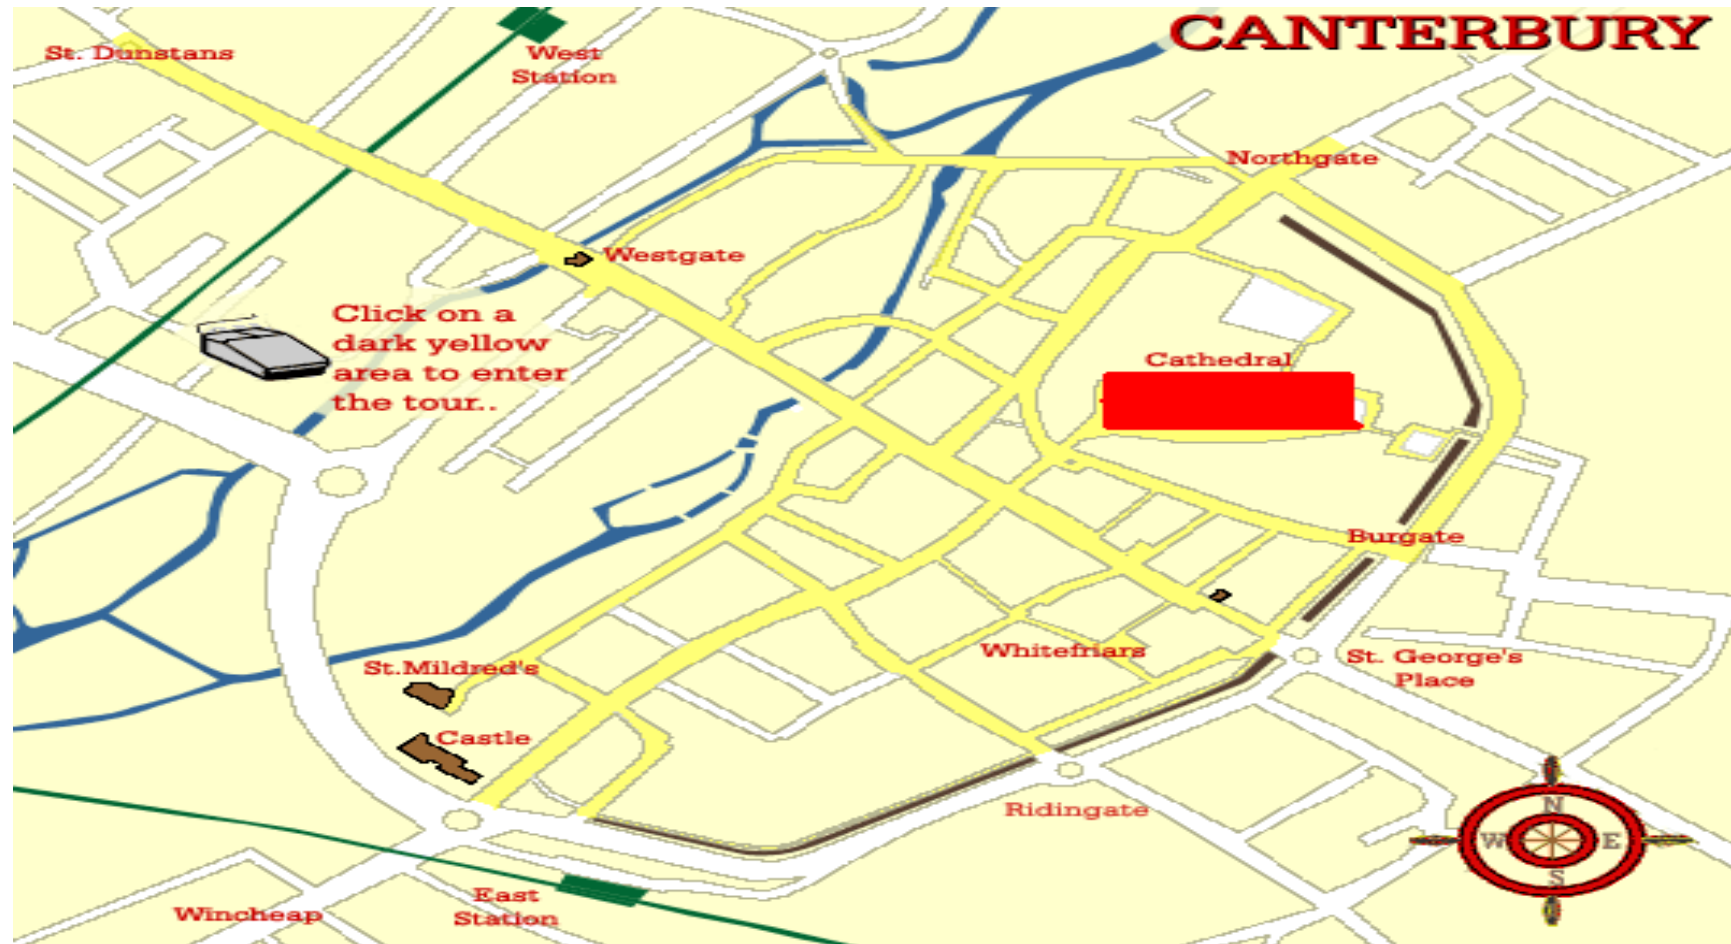 CANTERBURY
St. Dunstans
West
Station
Northgate
Westgate
Click on a
dark yellow
area to enter
the tour..
Cathedral
Burgate
Whitefriars
St. George's
Place
St.Mildred's
Castle
Ridingate
N
W E
S
East
Station
Wincheap